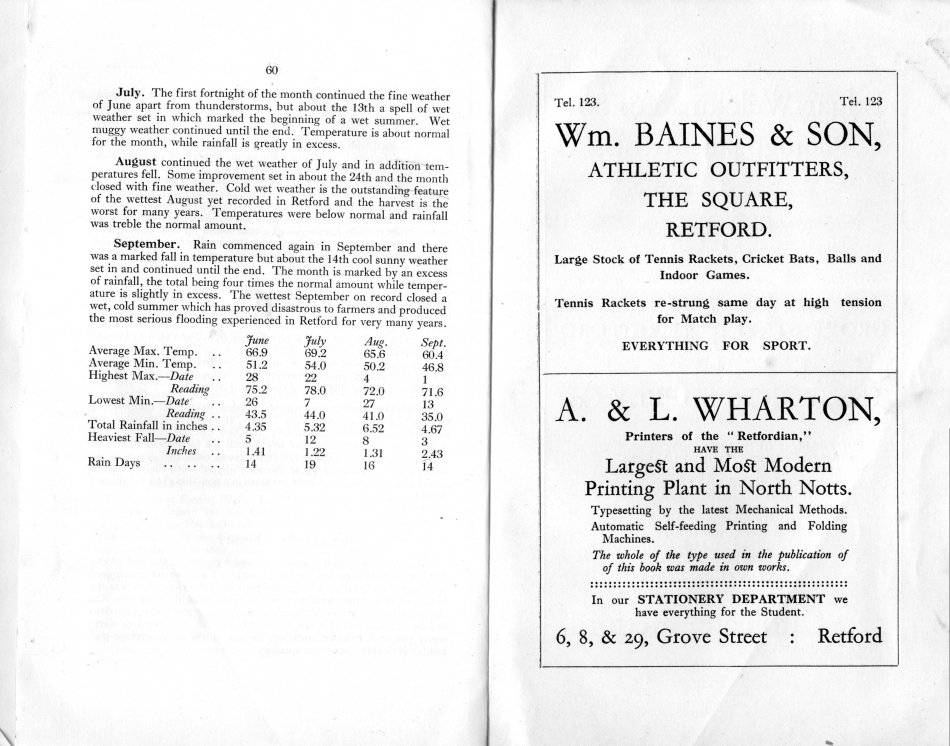 60
July. The first fortnight of the month continued the fine weather
of June apart from thunderstorms, but about the 13th a spell of wet
weather set in which marked the beginning of a wet summer. Wet
muggy weather continued until the end. Temperature is about normal
for the month, while rainfall is greatly in excess.
August continued the wet weather of July and in addition tem-
peratures fell. Some improvement set in about the 24th and the month
closed with fine weather. Cold wet weather is the outstanding feature
of the wettest August yet recorded in Retford and the harvest is the
worst for many years. Temperatures were below normal and rainfall
was treble the normal amount.
September. Rain commenced again in September and there
was a marked fall in temperature but about the 14th cool sunny weather
set in and continued until the end. The month is marked by an excess
of rainfall, the total being four times the normal amount while temper-
ature is slightly in excess. The wettest September on record closed a
wet, cold summer which has proved disastrous to farmers and produced
the most serious flooding experienced in Retford for very many years.
June July Aug. Sept.
Average Max. Temp. .. 66.9 69.2 65.6 60.4
Average Min. Temp. .. 51.2 54.0 50.2 46.8
Highest Max.—Date .. 28 22 4 1
Reading 75.2 78.0 72.0 71.6
Lowest Min.—Date .. 26 7 27 13
Reading .. 43.5 44.0 41.0 35.0
Total Rainfall in inches .. 4.35 5.32 6.52 4.67
Heaviest Fall—Date .. 5 12 8 3
Inches .. 1.41 1.22 1.31 2.43
Rain Days .. .. .. 14 19 16 14
Tel. 123. Tel. 123
Wm. BAINES & SON,
ATHLETIC OUTFITTERS,
THE SQUARE,
RETFORD.
Large Stock of Tennis Rackets, Cricket Bats, Balls and
Indoor Games.
Tennis Rackets re-strung same day at high tension
for Match play.
EVERYTHING FOR SPORT.
A. & L. WHARTON,
Printers of the "Retfordian,"
HAVE THE
Largest and Most Modern
Printing Plant in North Notts.
Typesetting by the latest Mechanical Methods.
Automatic Self-feeding Printing and Folding
Machines.
The whole of the type used in the publication of
of this book was made in own works.
In our STATIONERY DEPARTMENT we
have everything for the Student.
6, 8, & 29, Grove Street : Retford